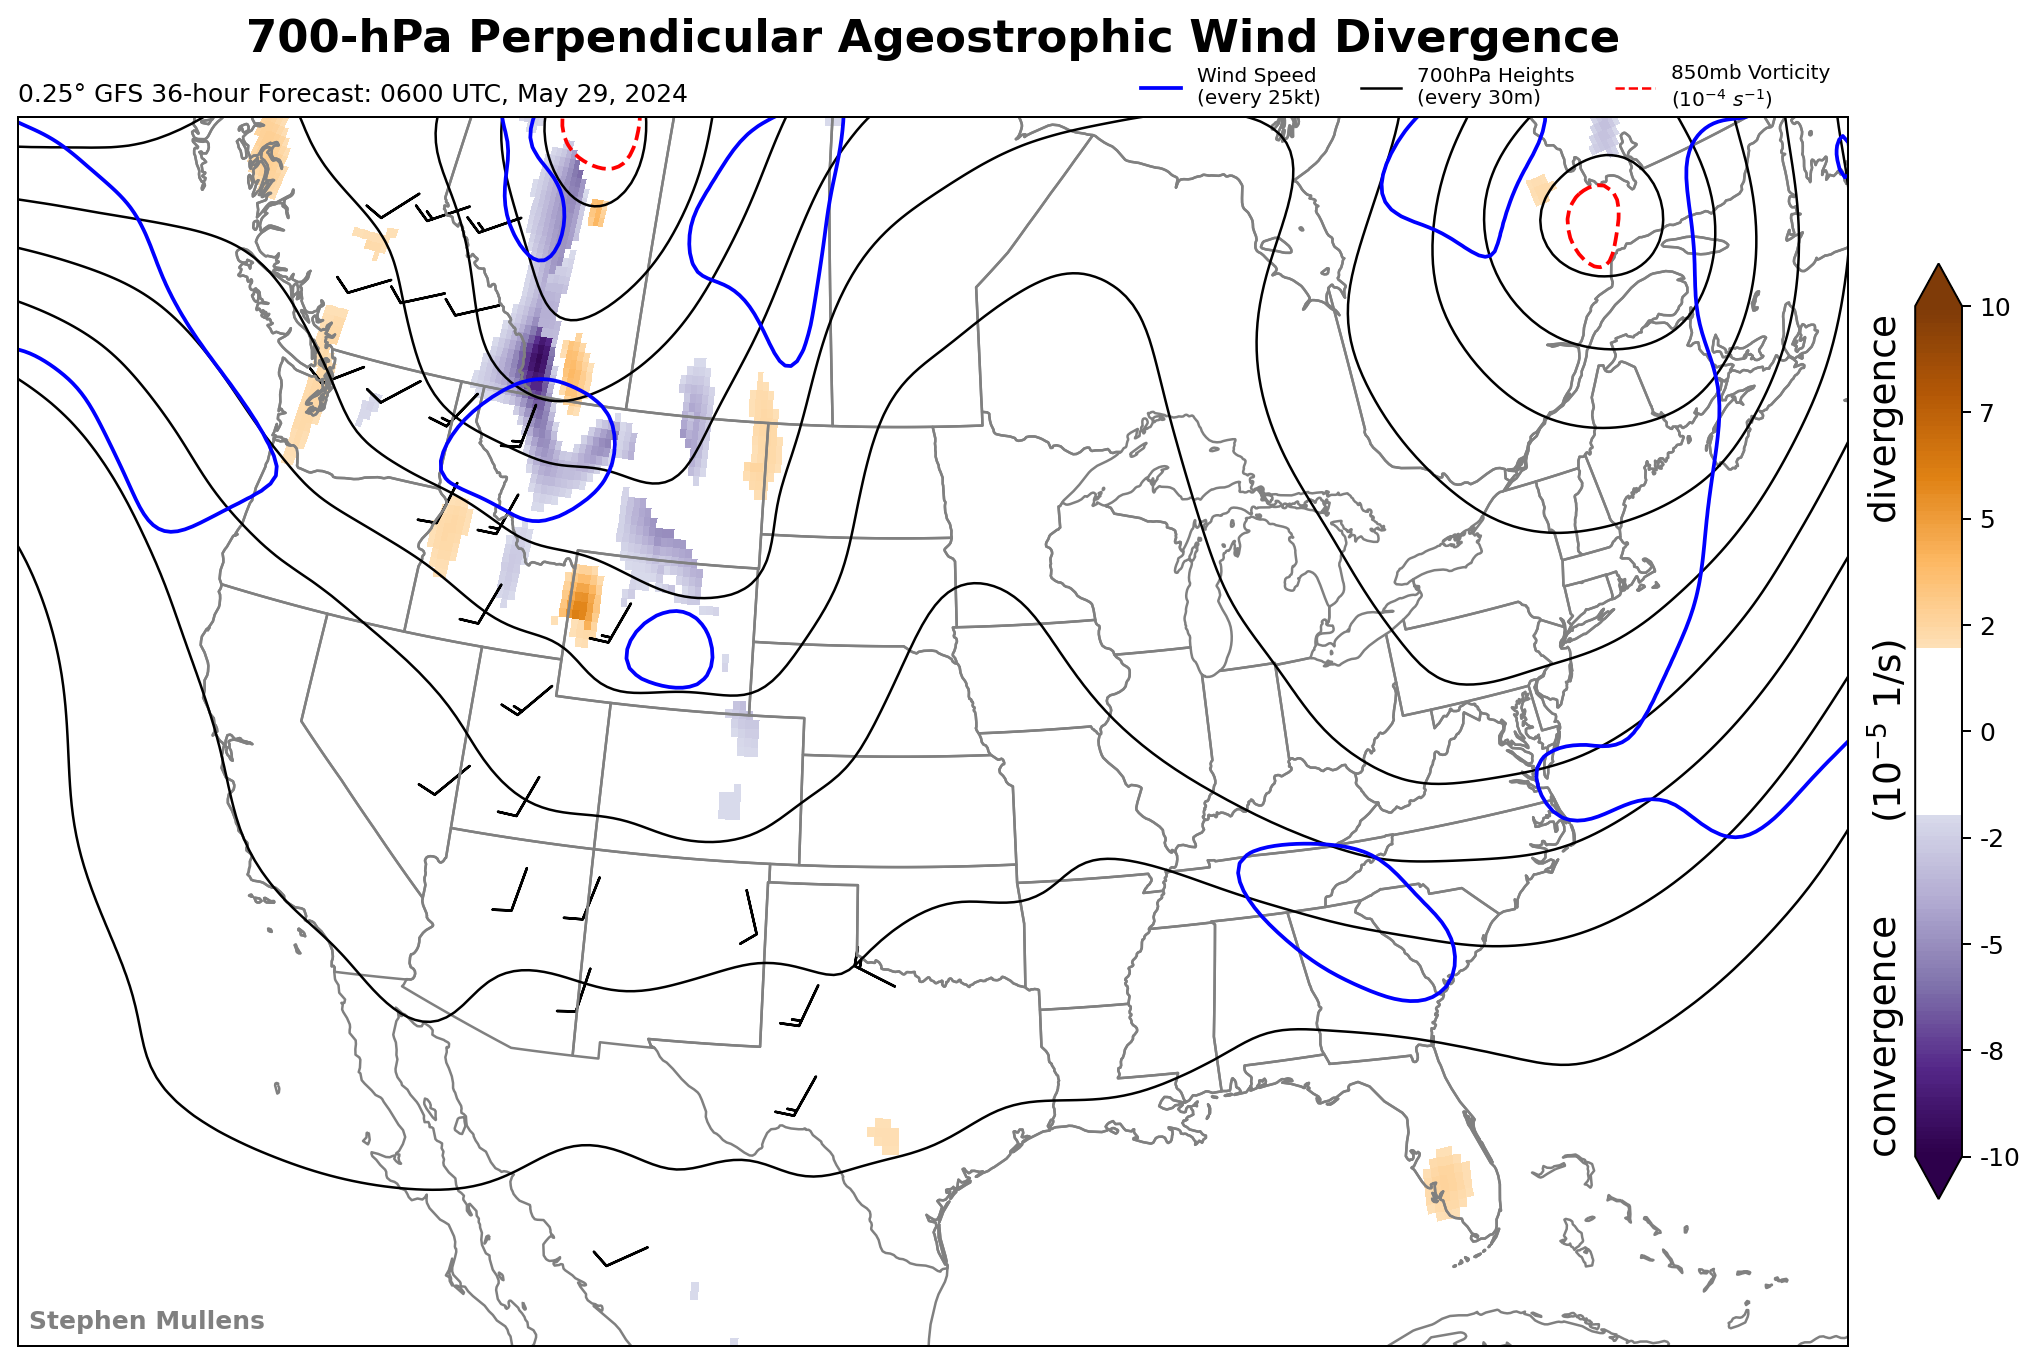 700-hPa Perpendicular Ageostrophic Wind Divergence
0.25° GFS 36-hour Forecast: 0600 UTC, May 29, 2024
Wind Speed
(every 25kt)
700hPa Heights
(every 30m)
850mb Vorticity
(10⁻⁴ s⁻¹)
10
7
5
2
0
-2
-5
-8
-10
convergence (10⁻⁵ 1/s) divergence
Stephen Mullens